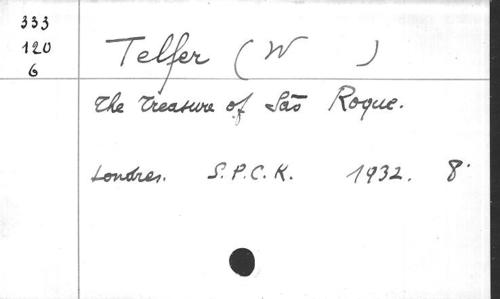 333
120
6
Telfer (W )
The Treasure of São Roque.
Londres. S.P.C.K. 1932. 8°